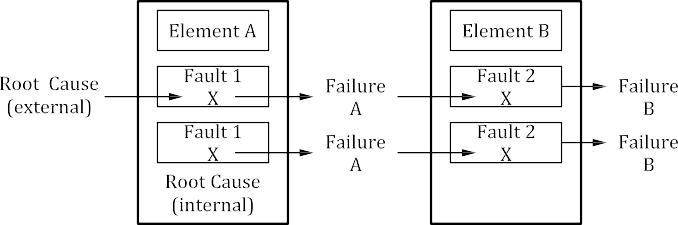 Element A
Element B
Root Cause
(external)
Fault 1
X
Failure
A
Fault 2
X
Failure
B
Fault 1
X
Failure
A
Fault 2
X
Failure
B
Root Cause
(internal)